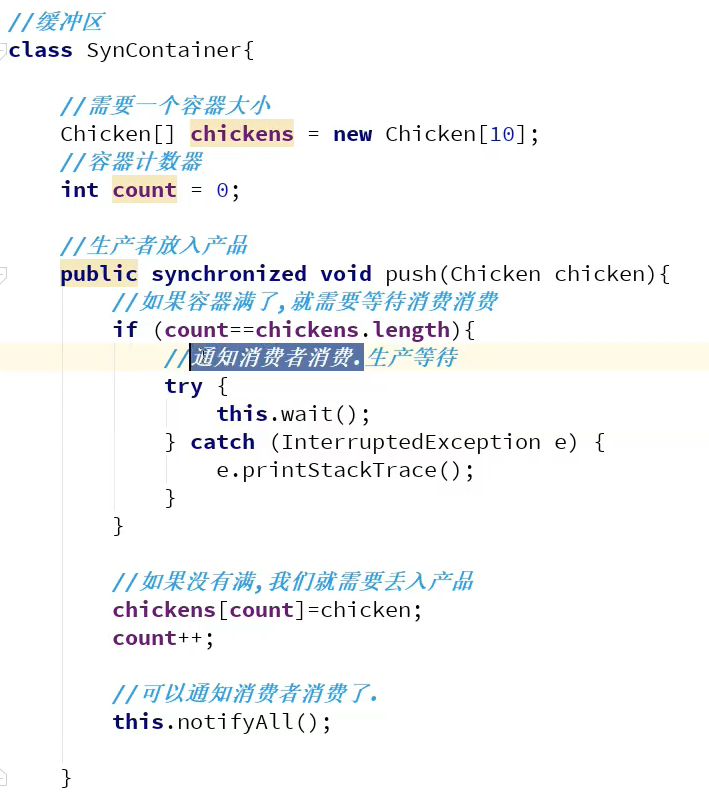 //缓冲区
class SynContainer{
//需要一个容器大小
Chicken[] chickens = new Chicken[10];
//容器计数器
int count = 0;
//生产者放入产品
public synchronized void push(Chicken chicken){
//如果容器满了,就需要等待消费消费
if (count==chickens.length){
//通知消费者消费.生产等待
try {
this.wait();
} catch (InterruptedException e) {
e.printStackTrace();
}
}
//如果没有满,我们就需要丢入产品
chickens[count]=chicken;
count++;
//可以通知消费者消费了.
this.notifyAll();
}